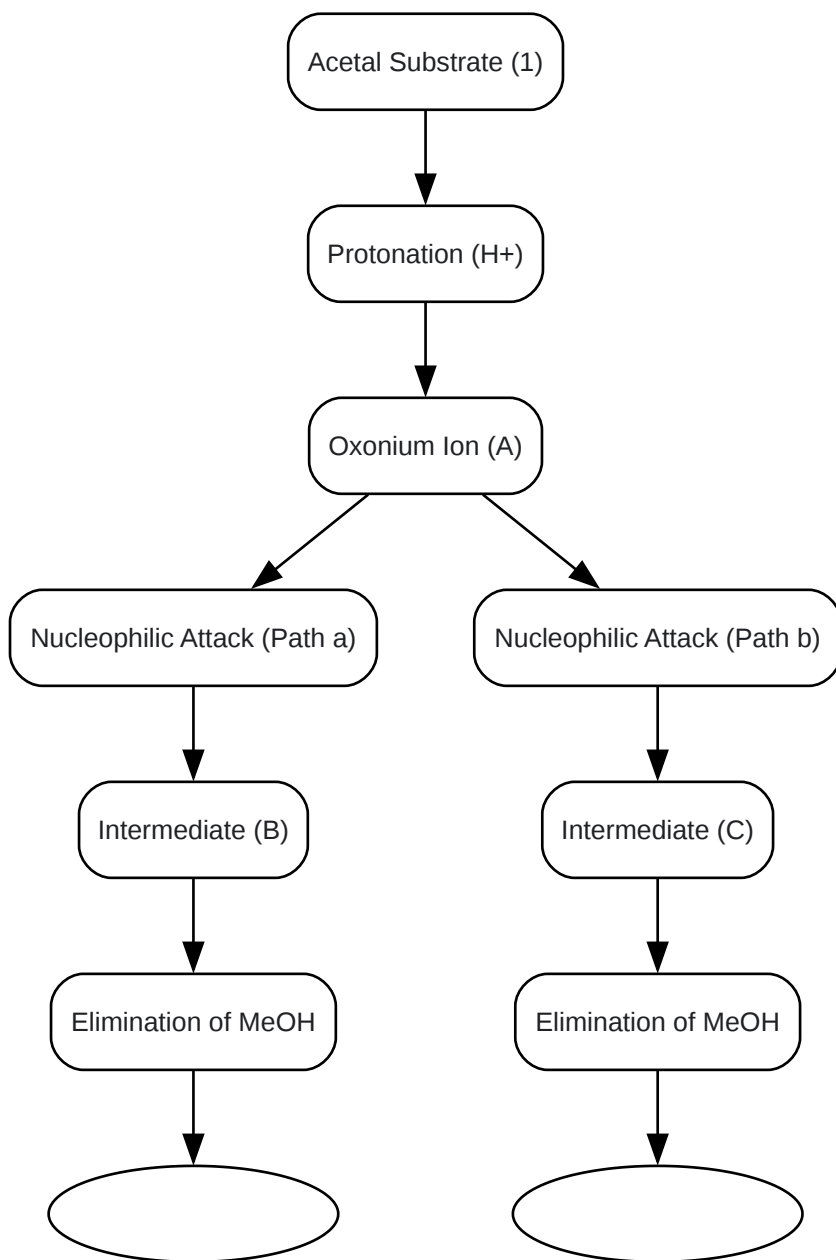 Acetal Substrate (1)
Protonation (H+)
Oxonium Ion (A)
Nucleophilic Attack (Path a)
Nucleophilic Attack (Path b)
Intermediate (B)
Intermediate (C)
Elimination of MeOH
Elimination of MeOH